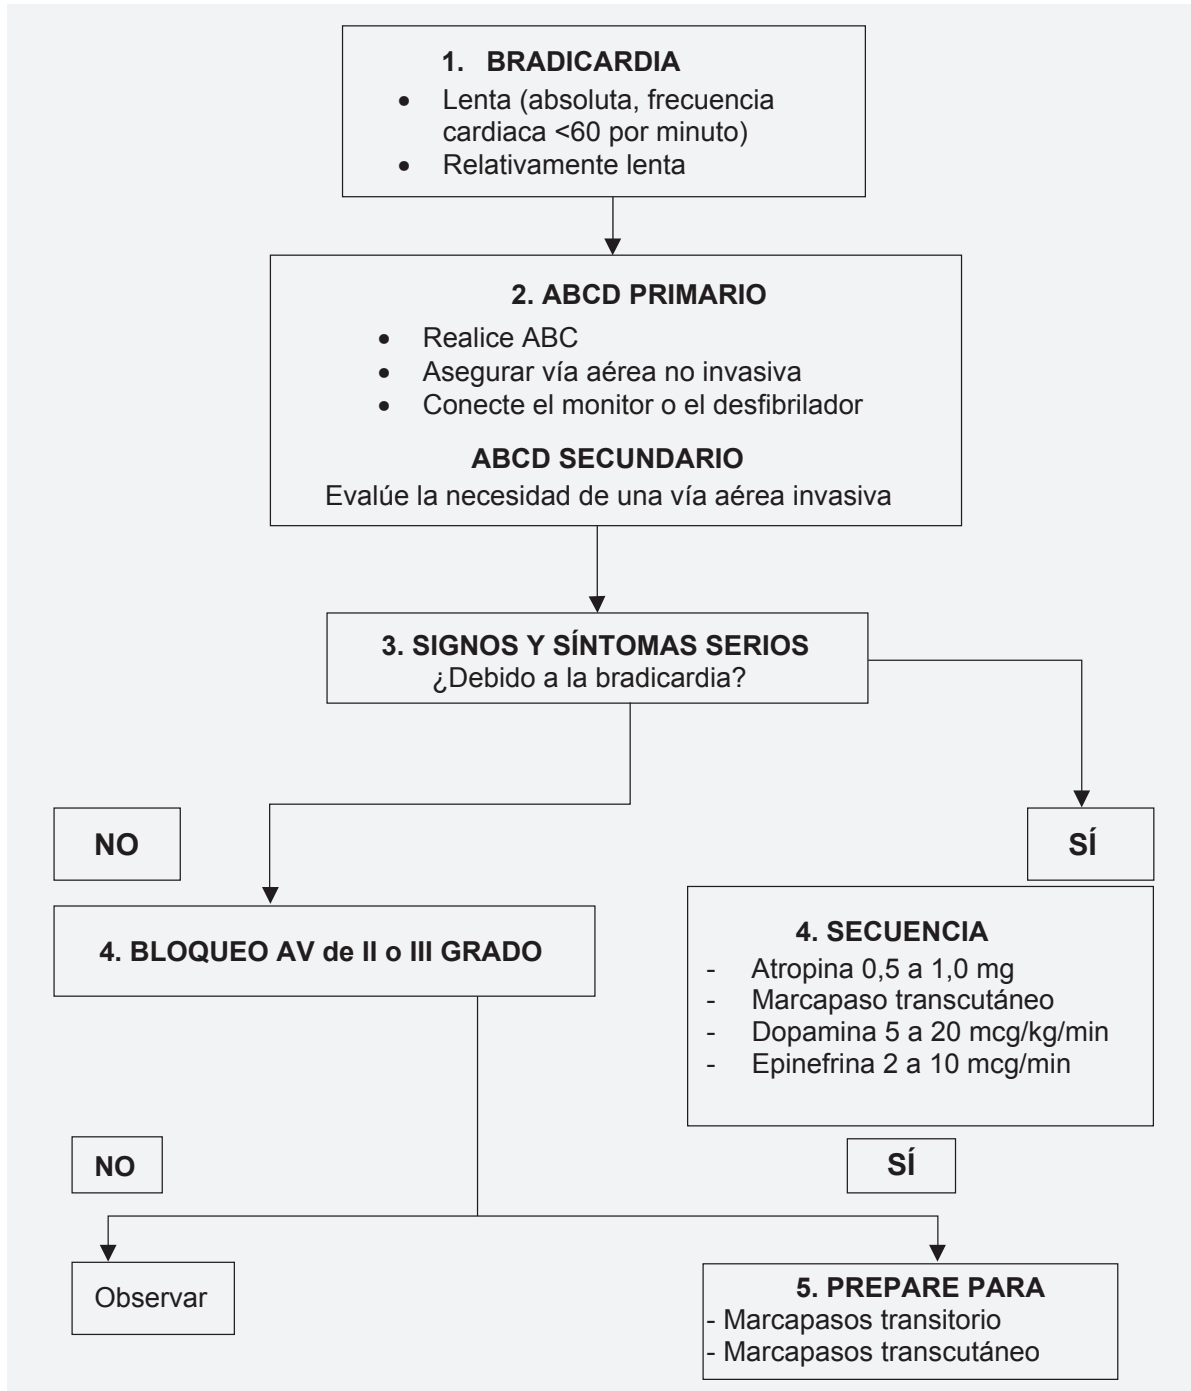 1. BRADICARDIA
• Lenta (absoluta, frecuencia
cardiaca <60 por minuto)
• Relativamente lenta
2. ABCD PRIMARIO
• Realice ABC
• Asegurar vía aérea no invasiva
• Conecte el monitor o el desfibrilador
ABCD SECUNDARIO
Evalúe la necesidad de una vía aérea invasiva
3. SIGNOS Y SÍNTOMAS SERIOS
¿Debido a la bradicardia?
NO
SÍ
4. BLOQUEO AV de II o III GRADO
4. SECUENCIA
- Atropina 0,5 a 1,0 mg
- Marcapaso transcutáneo
- Dopamina 5 a 20 mcg/kg/min
- Epinefrina 2 a 10 mcg/min
NO
SÍ
Observar
5. PREPARE PARA
- Marcapasos transitorio
- Marcapasos transcutáneo